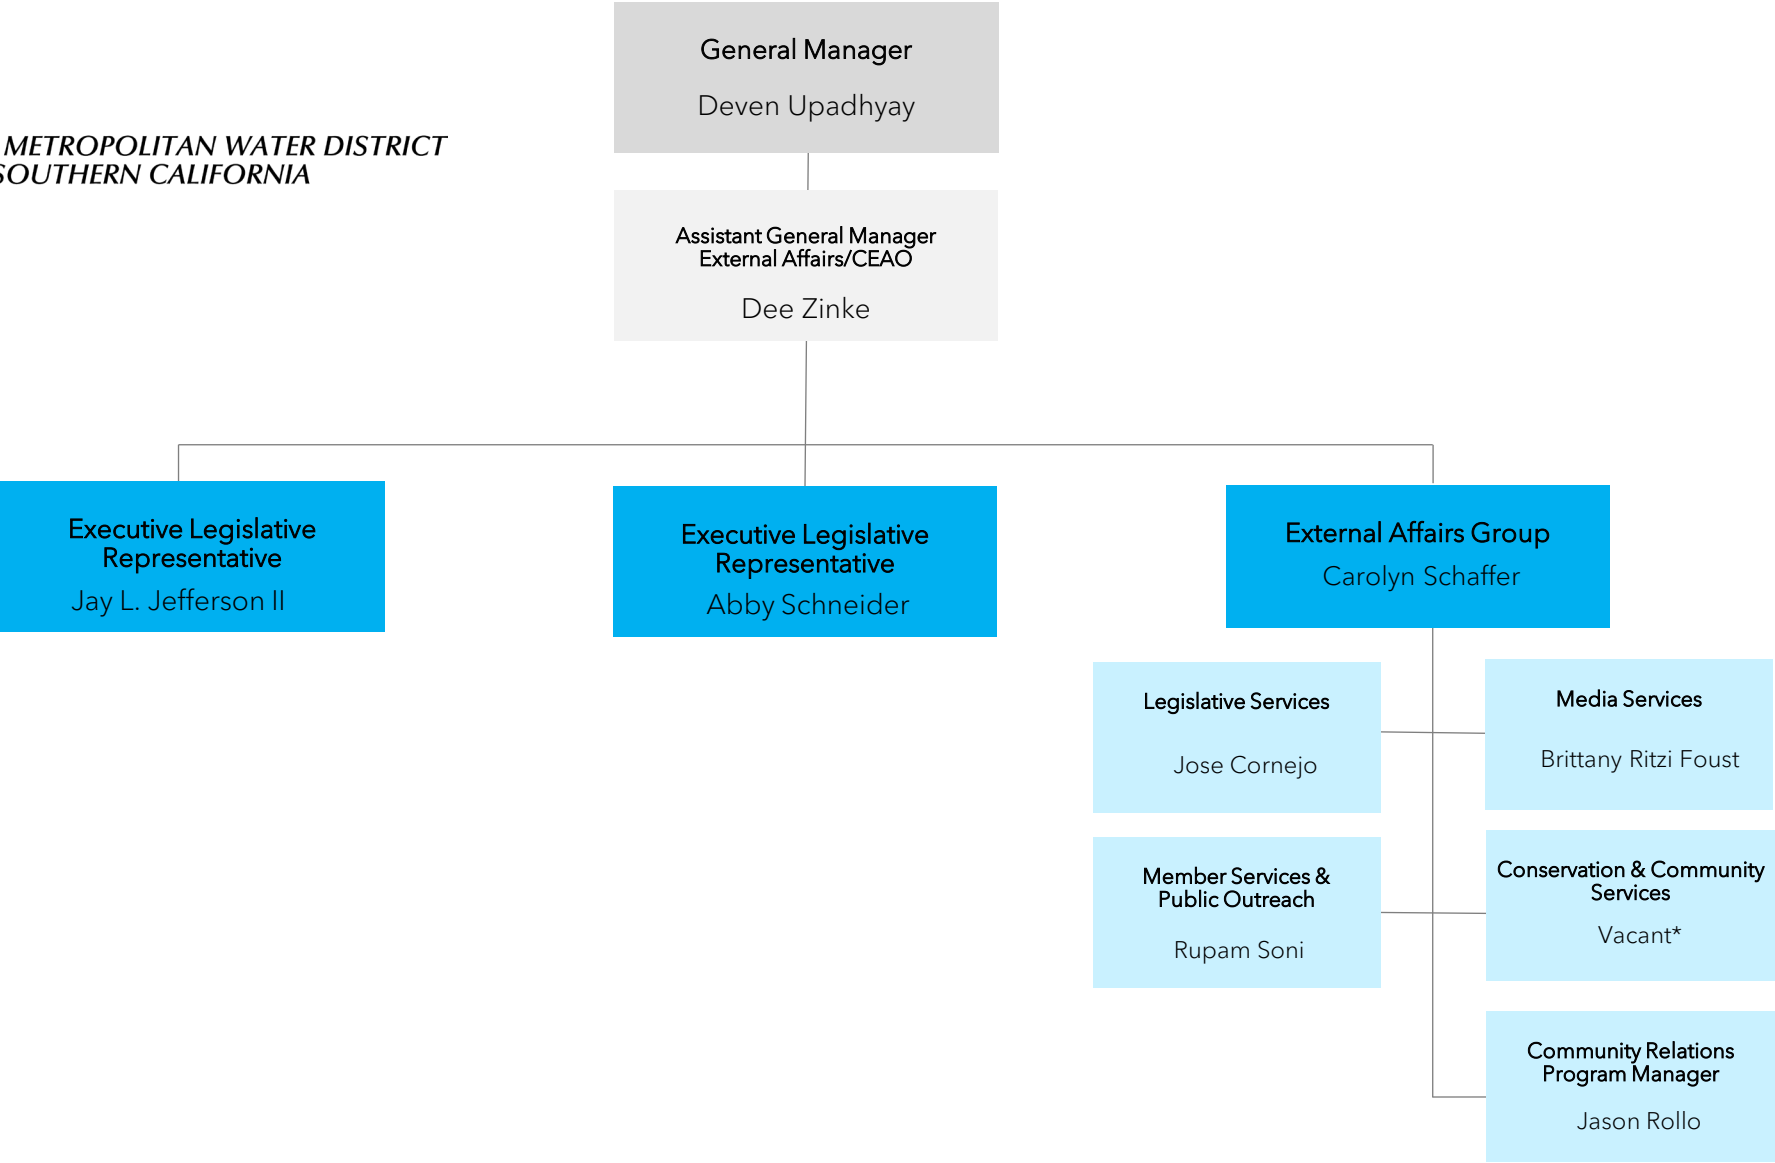 General Manager
Deven Upadhyay
METROPOLITAN WATER DISTRICT
SOUTHERN CALIFORNIA
Assistant General Manager
External Affairs/CEAO
Dee Zinke
Executive Legislative
Representative
Jay L. Jefferson II
Executive Legislative
Representative
Abby Schneider
External Affairs Group
Carolyn Schaffer
Legislative Services
Jose Cornejo
Media Services
Brittany Ritzi Foust
Member Services &
Public Outreach
Rupam Soni
Conservation & Community
Services
Vacant*
Community Relations
Program Manager
Jason Rollo